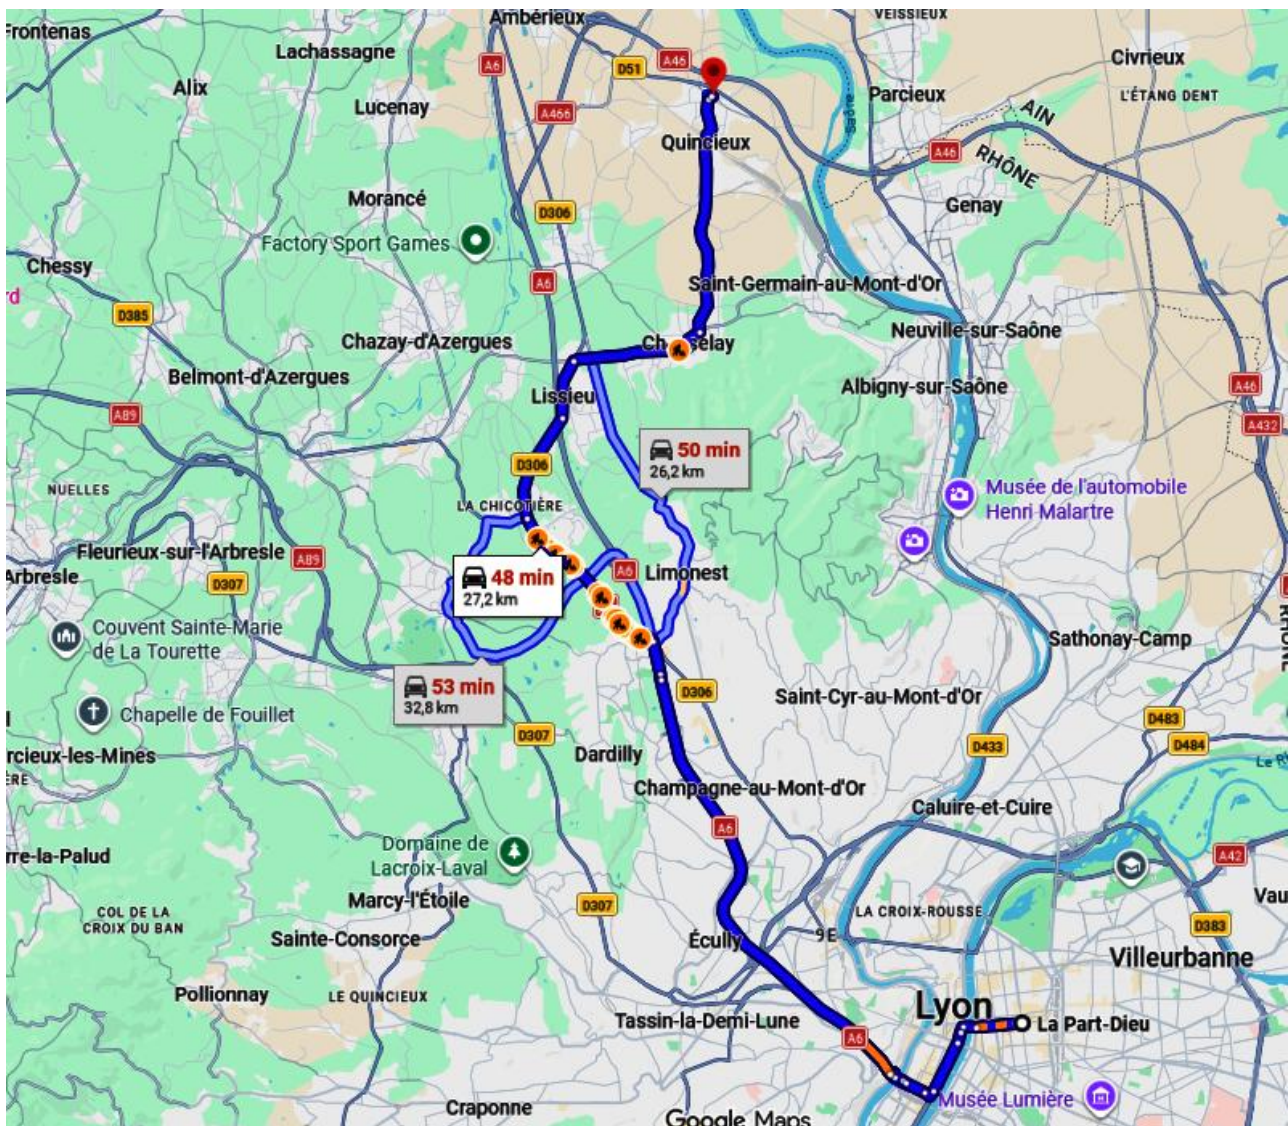 Ambérieux
VEISSIEUX
Frontenas
Lachassagne
A6
A46
D51
Civrieux
Alix
Lucenay
A466
Parcieux
L'ÉTANG DENT
Saône
AIN
Quincieux
A46
RHÔNE
Morancé
D306
Genay
Factory Sport Games
Chessy
A6
Saint-Germain-au-Mont-d'Or
rd
D385
Neuville-sur-Saône
Chazay-d'Azergues
Belmont-d'Azergues
Albigny-sur-Saône
A46
Lissieu
A89
A432
50 min
26,2 km
D306
NUELLES
LA CHICOTIÈRE
Musée de l'automobile
Henri Malartre
Fleurieux-sur-l'Arbresle
A89
Arbresle
D307
A6
Limonest
48 min
27,2 km
Couvent Sainte-Marie
de La Tourette
Sathonay-Camp
RHÔNE
53 min
32,8 km
D306
Saint-Cyr-au-Mont-d'Or
Chapelle de Fouillet
D483
D307
D433
D484
rcieux-les-Mines
ÈRE
Dardilly
Champagne-au-Mont-d'Or
Caluire-et-Cuire
A6
Domaine de
Lacroix-Laval
rre-la-Palud
A42
Marcy-l'Étoile
D307
LA CROIX-ROUSSE
Vau
COL DE LA
CROIX DU BAN
Sainte-Consorce
Écully
9E
D383
Villeurbanne
Pollionnay
LE QUINCIEUX
Lyon
Tassin-la-Demi-Lune
La Part-Dieu
A6
Musée Lumière
Craponne
Google Maps